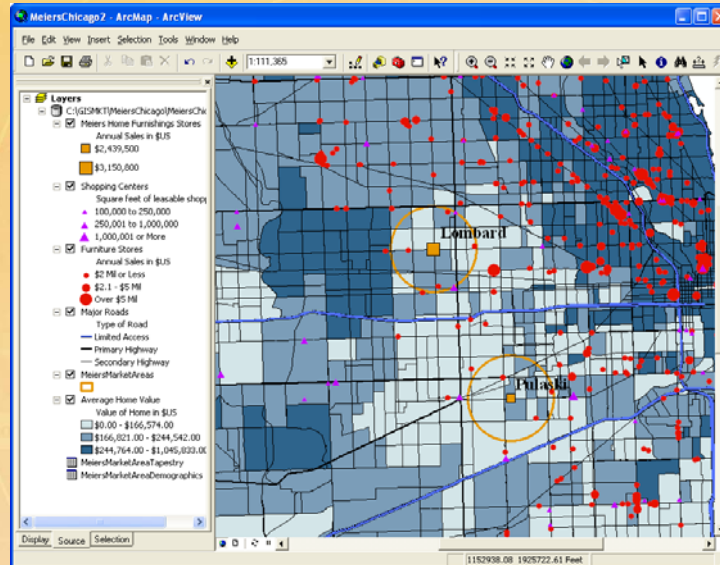 MeiersChicago2 - ArcMap - ArcView
File Edit View Insert Selection Tools Window Help
1:111,365
Layers
C:\GISMKT\MeiersChicago\MeiersChic
Meiers Home Furnishings Stores
Annual Sales in $US
$2,439,500
$3,150,800
Shopping Centers
Square feet of leasable shopp
100,000 to 250,000
250,001 to 1,000,000
1,000,001 or More
Furniture Stores
Annual Sales in $US
$2 Mil or Less
$2.1 - $5 Mil
Over $5 Mil
Major Roads
Type of Road
Limited Access
Primary Highway
Secondary Highway
MeiersMarketAreas
Average Home Value
Value of Home in $US
$0.00 - $166,574.00
$166,821.00 - $244,542.00
$244,764.00 - $1,045,833.00
MeiersMarketAreaTapestry
MeiersMarketAreaDemographics
Display Source Selection
Lombard
Pulaski
1152938.08 1925722.61 Feet